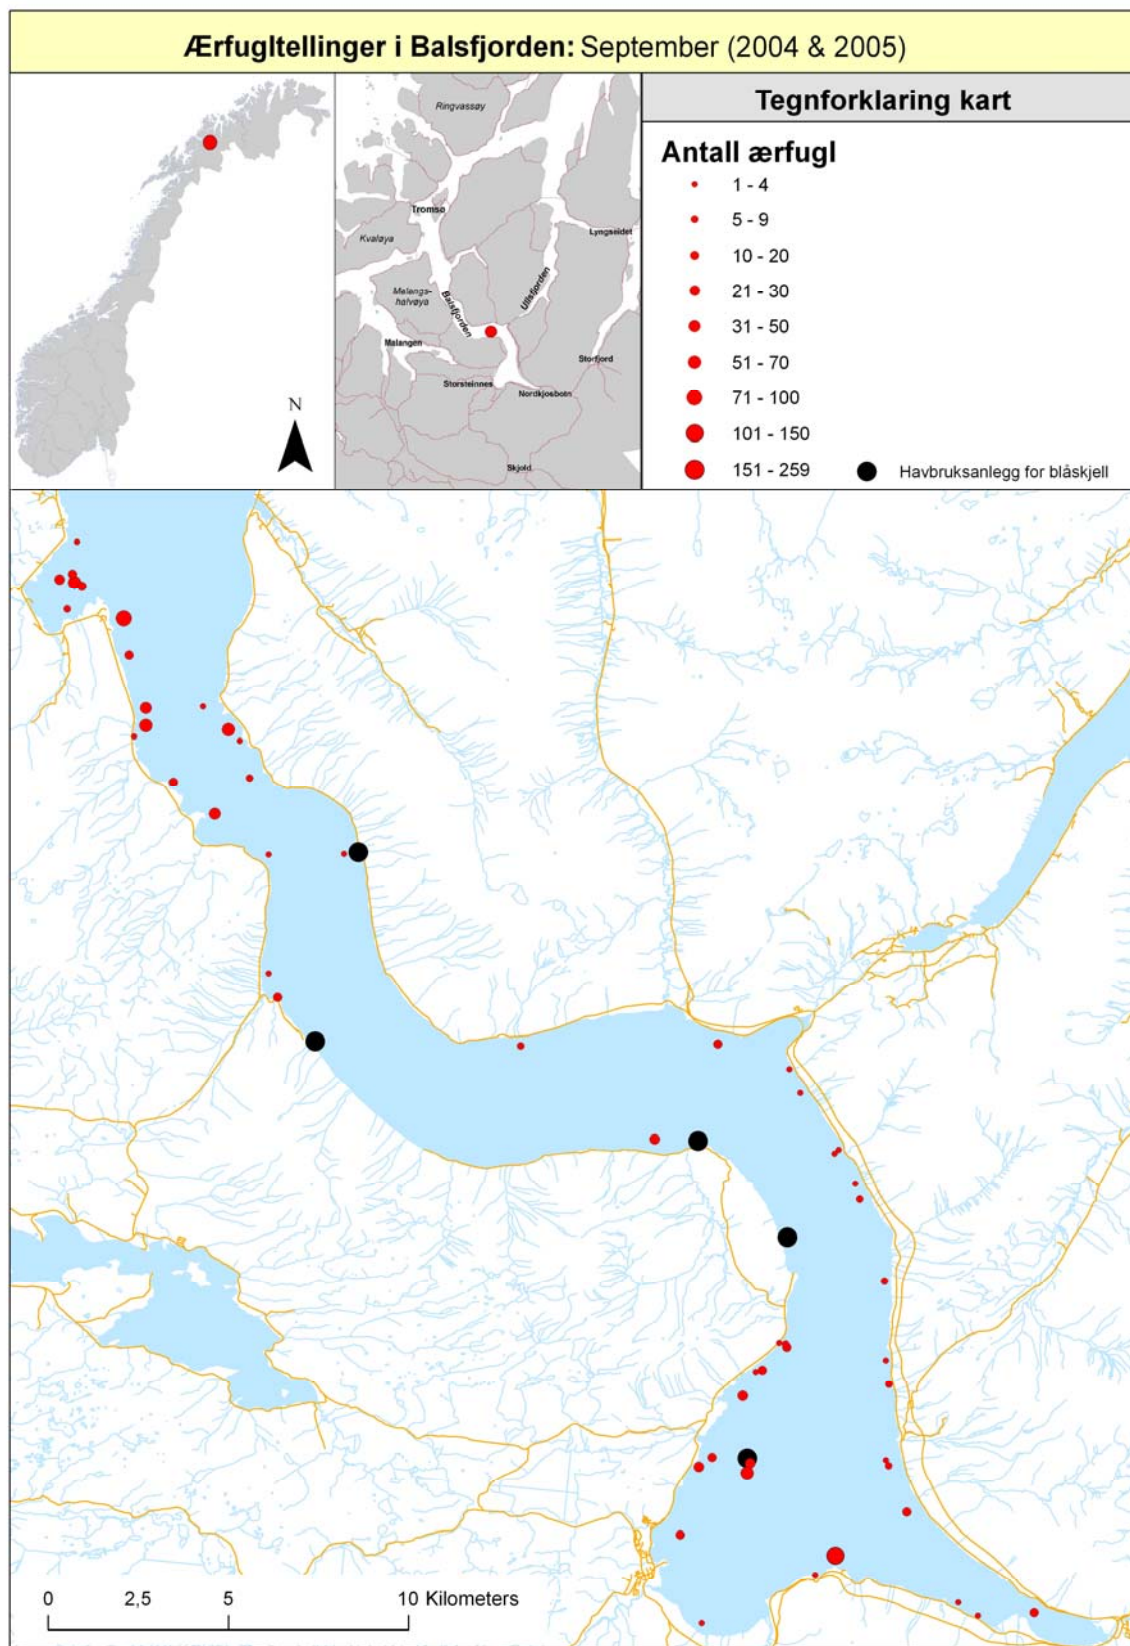 Ærfugltellinger i Balsfjorden: September (2004 & 2005)
Ringvassøy
Tromsø
Kvaløya
Lyngseidet
Malangs-
halvøya
Balsfjorden
Ullsfjorden
Malangen
Storfjord
Storsteinnes
Nordkjosbotn
Skjold
N
Tegnforklaring kart
Antall ærfugl
1 - 4
5 - 9
10 - 20
21 - 30
31 - 50
51 - 70
71 - 100
101 - 150
151 - 259
Havbruksanlegg for blåskjell
0 2,5 5 10 Kilometers